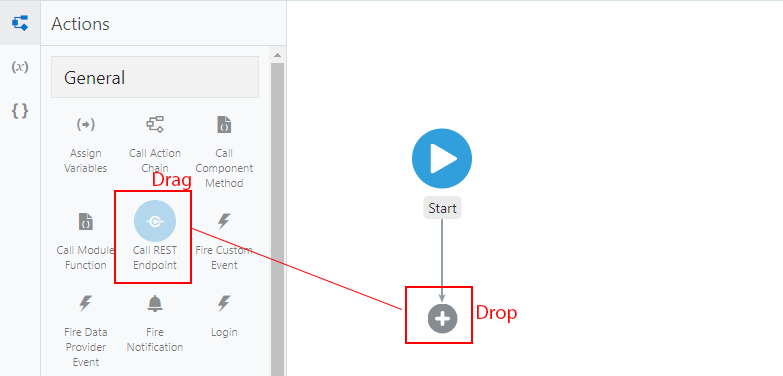 Actions
(x)
General
{ }
Assign
Variables
Call Action
Chain
Call
Component
Method
Drag
Call Module
Function
Call REST
Endpoint
Fire Custom
Event
Fire Data
Provider
Event
Fire
Notification
Login
Start
Drop